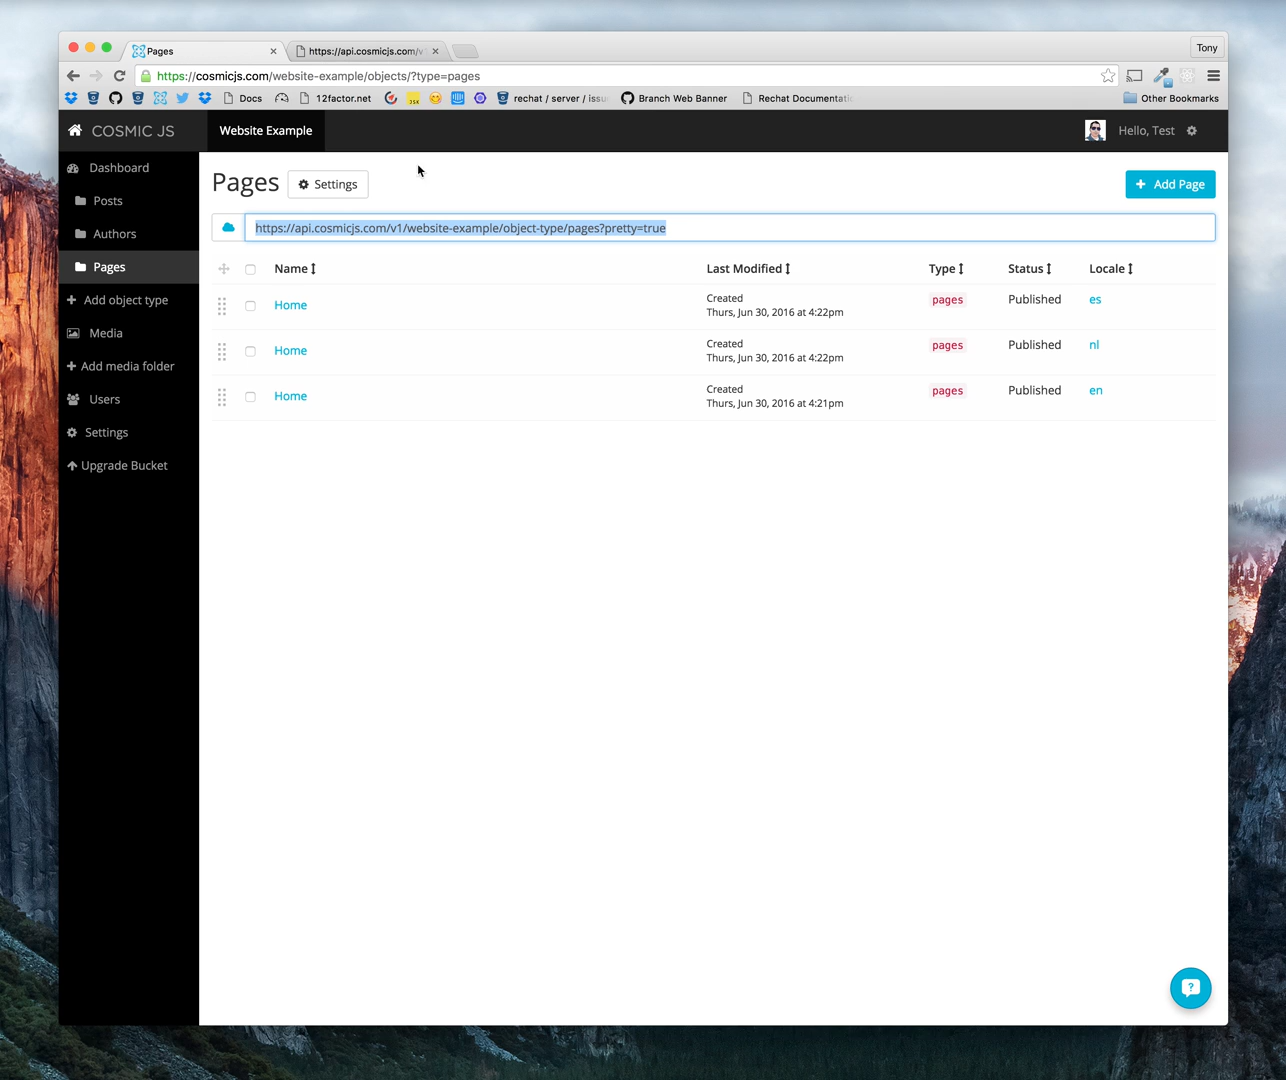 Pages
https://api.cosmicjs.com/v
Tony
https://cosmicjs.com/website-example/objects/?type=pages
Docs
12factor.net
JSX
rechat / server / issu
Branch Web Banner
Rechat Documentati
Other Bookmarks
COSMIC JS
Website Example
Hello, Test
Dashboard
Posts
Authors
Pages
Add object type
Media
Add media folder
Users
Settings
Upgrade Bucket
Pages
Settings
Add Page
https://api.cosmicjs.com/v1/website-example/object-type/pages?pretty=true
Name Last Modified Type Status Locale
Home Created pages Published es
Thurs, Jun 30, 2016 at 4:22pm
Home Created pages Published nl
Thurs, Jun 30, 2016 at 4:22pm
Home Created pages Published en
Thurs, Jun 30, 2016 at 4:21pm